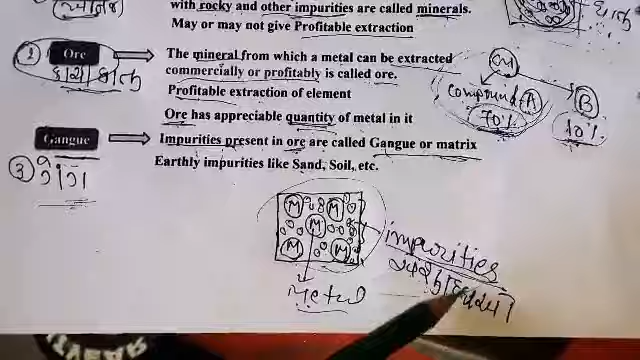 with rocky and other impurities are called minerals.
May or may not give Profitable extraction
② Ore
The mineral from which a metal can be extracted
commercially or profitably is called ore.
Profitable extraction of element
Ore has appreciable quantity of metal in it
M
Compound A
70%
B
10%
Gangue
Impurities present in ore are called Gangue or matrix
③
Earthly impurities like Sand, Soil, etc.
M M
M
M M
impurities
Metal